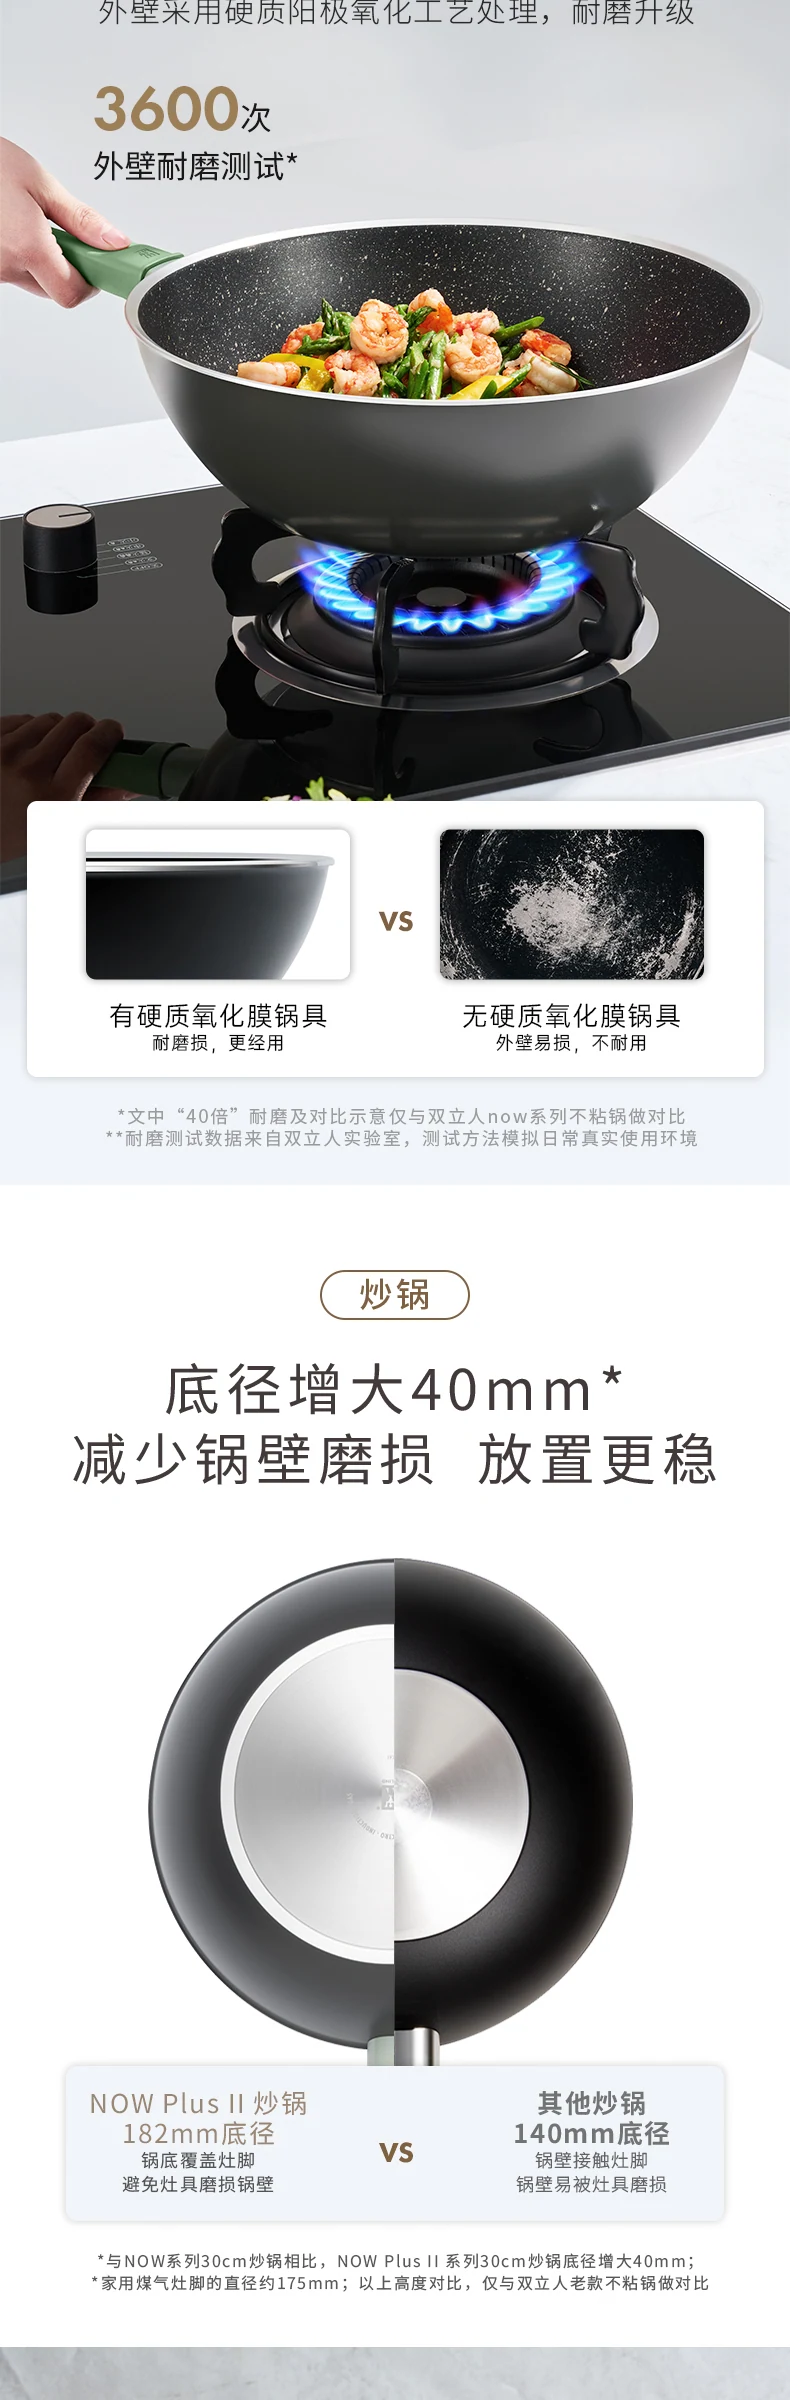 外壁采用硬质阳极氧化工艺处理，耐磨升级
3600次
外壁耐磨测试*
VS
有硬质氧化膜锅具
耐磨损，更经用
无硬质氧化膜锅具
外壁易损，不耐用
*文中“40倍”耐磨及对比示意仅与双立人now系列不粘锅做对比
**耐磨测试数据来自双立人实验室，测试方法模拟日常真实使用环境
炒锅
底径增大40mm*
减少锅壁磨损 放置更稳
NOW Plus II 炒锅
182mm底径
锅底覆盖灶脚
避免灶具磨损锅壁
VS
其他炒锅
140mm底径
锅壁接触灶脚
锅壁易被灶具磨损
*与NOW系列30cm炒锅相比，NOW Plus II 系列30cm炒锅底径增大40mm；
*家用煤气灶脚的直径约175mm；以上高度对比，仅与双立人老款不粘锅做对比